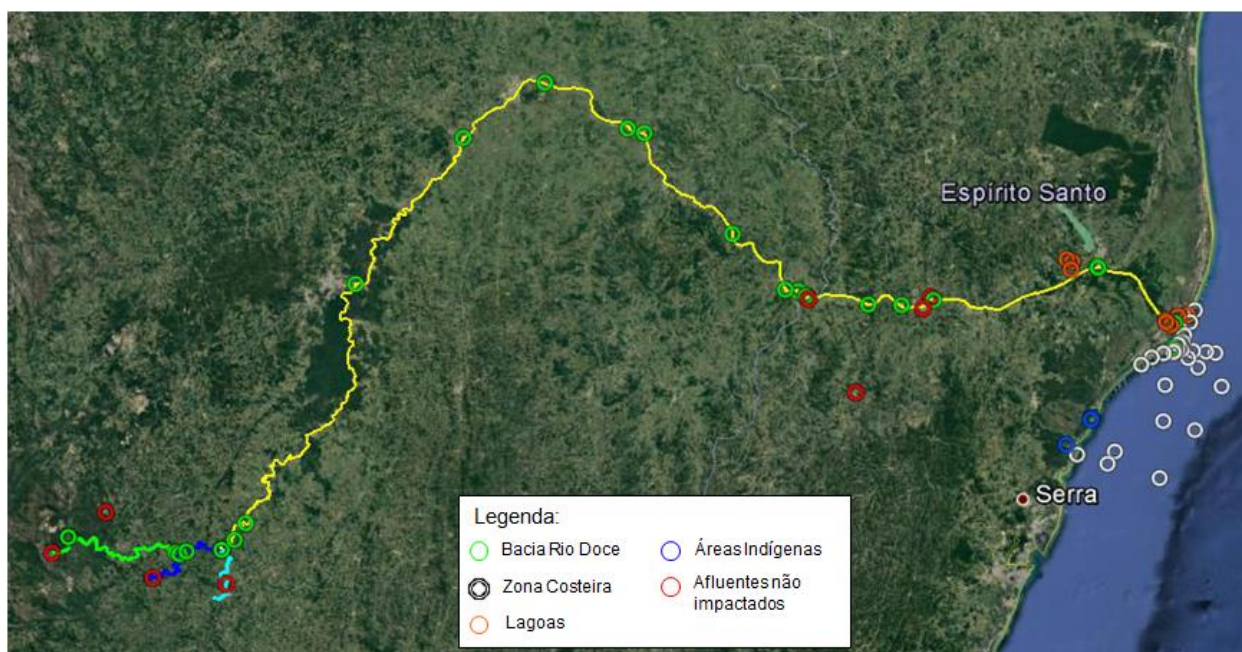 Espírito Santo
Serra
Legenda:
Bacia Rio Doce
Áreas Indígenas
Zona Costeira
Afluentes não
impactados
Lagoas